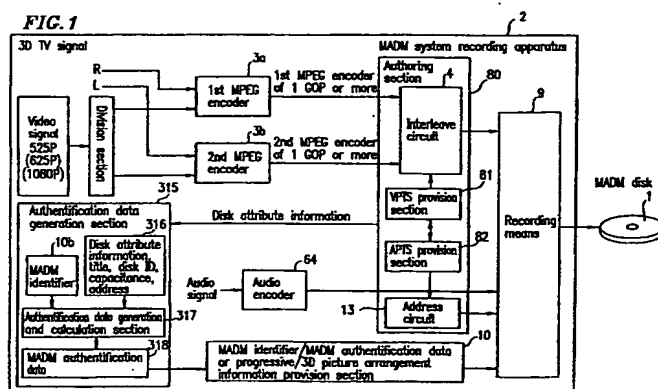 FIG. 1
2
3D TV signal
MADM system recording apparatus
R
L
3a
1st MPEG
encoder
1st MPEG encoder
of 1 GOP or more
Authoring
section
4
80
9
Video
signal
525P
(625P)
(1080P)
Division section
3b
2nd MPEG
encoder
2nd MPEG encoder
of 1 GOP or more
Interleave
circuit
81
VPTS provision
section
82
APTS provision
section
Recording
means
MADM disk
1
315
Authentification data
generation section
316
Disk attribute information
10b
MADM
identifier
Disk attribute
information,
title, disk ID,
capacitance,
address
64
Audio
signal
Audio
encoder
13
Address
circuit
Authentification data generation
and calculation section
317
318
MADM authentification
data
10
MADM identifier/MADM authentification data
or progressive/3D picture arrangement
information provision section